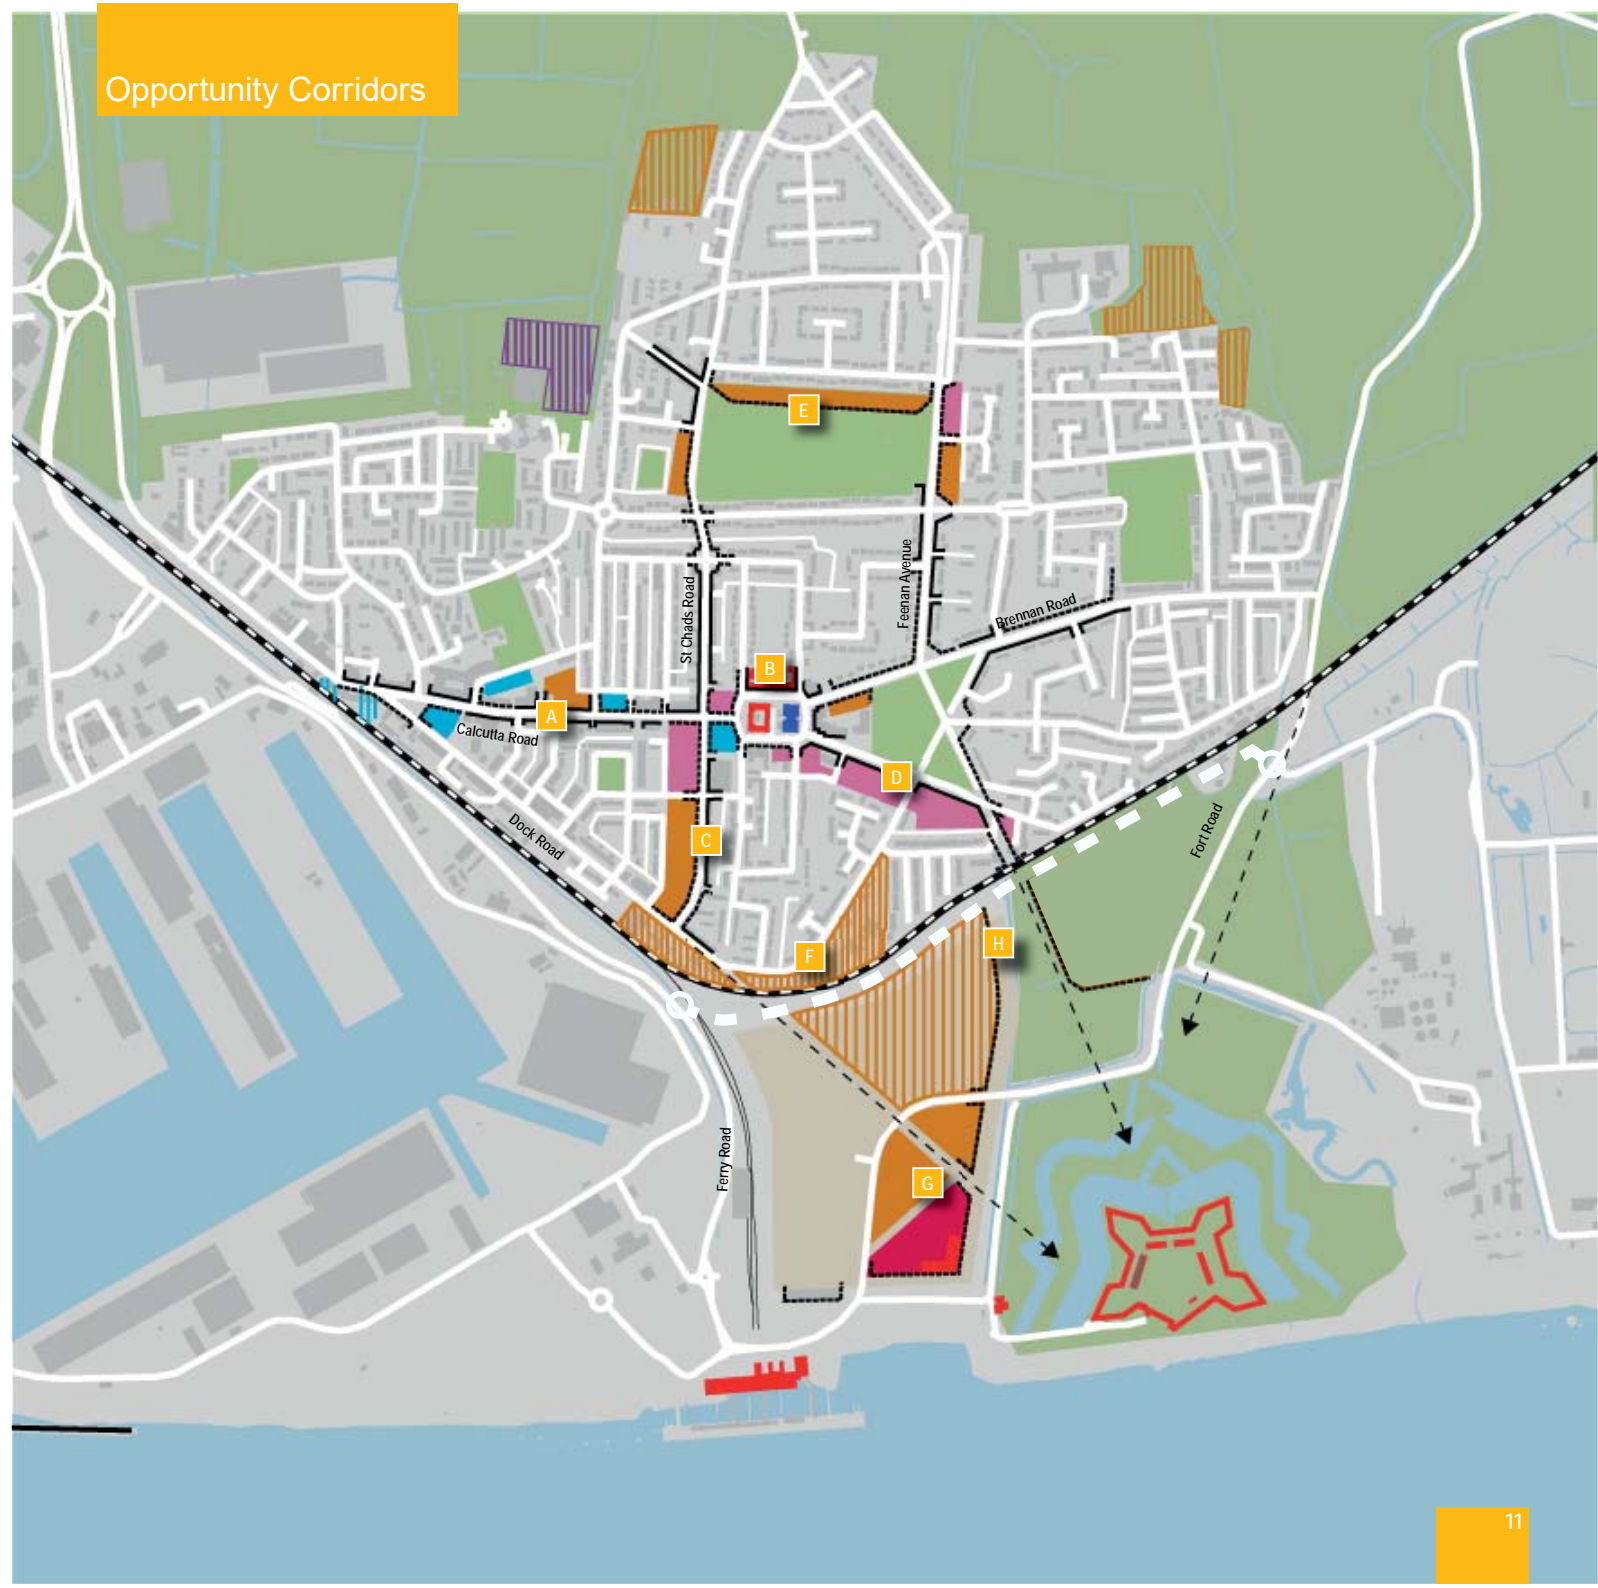 Opportunity Corridors
E
Feenan Avenue
St Chads Road
Brennan Road
B
A
Calcutta Road
D
Dock Road
C
Fort Road
F
H
Ferry Road
G
11